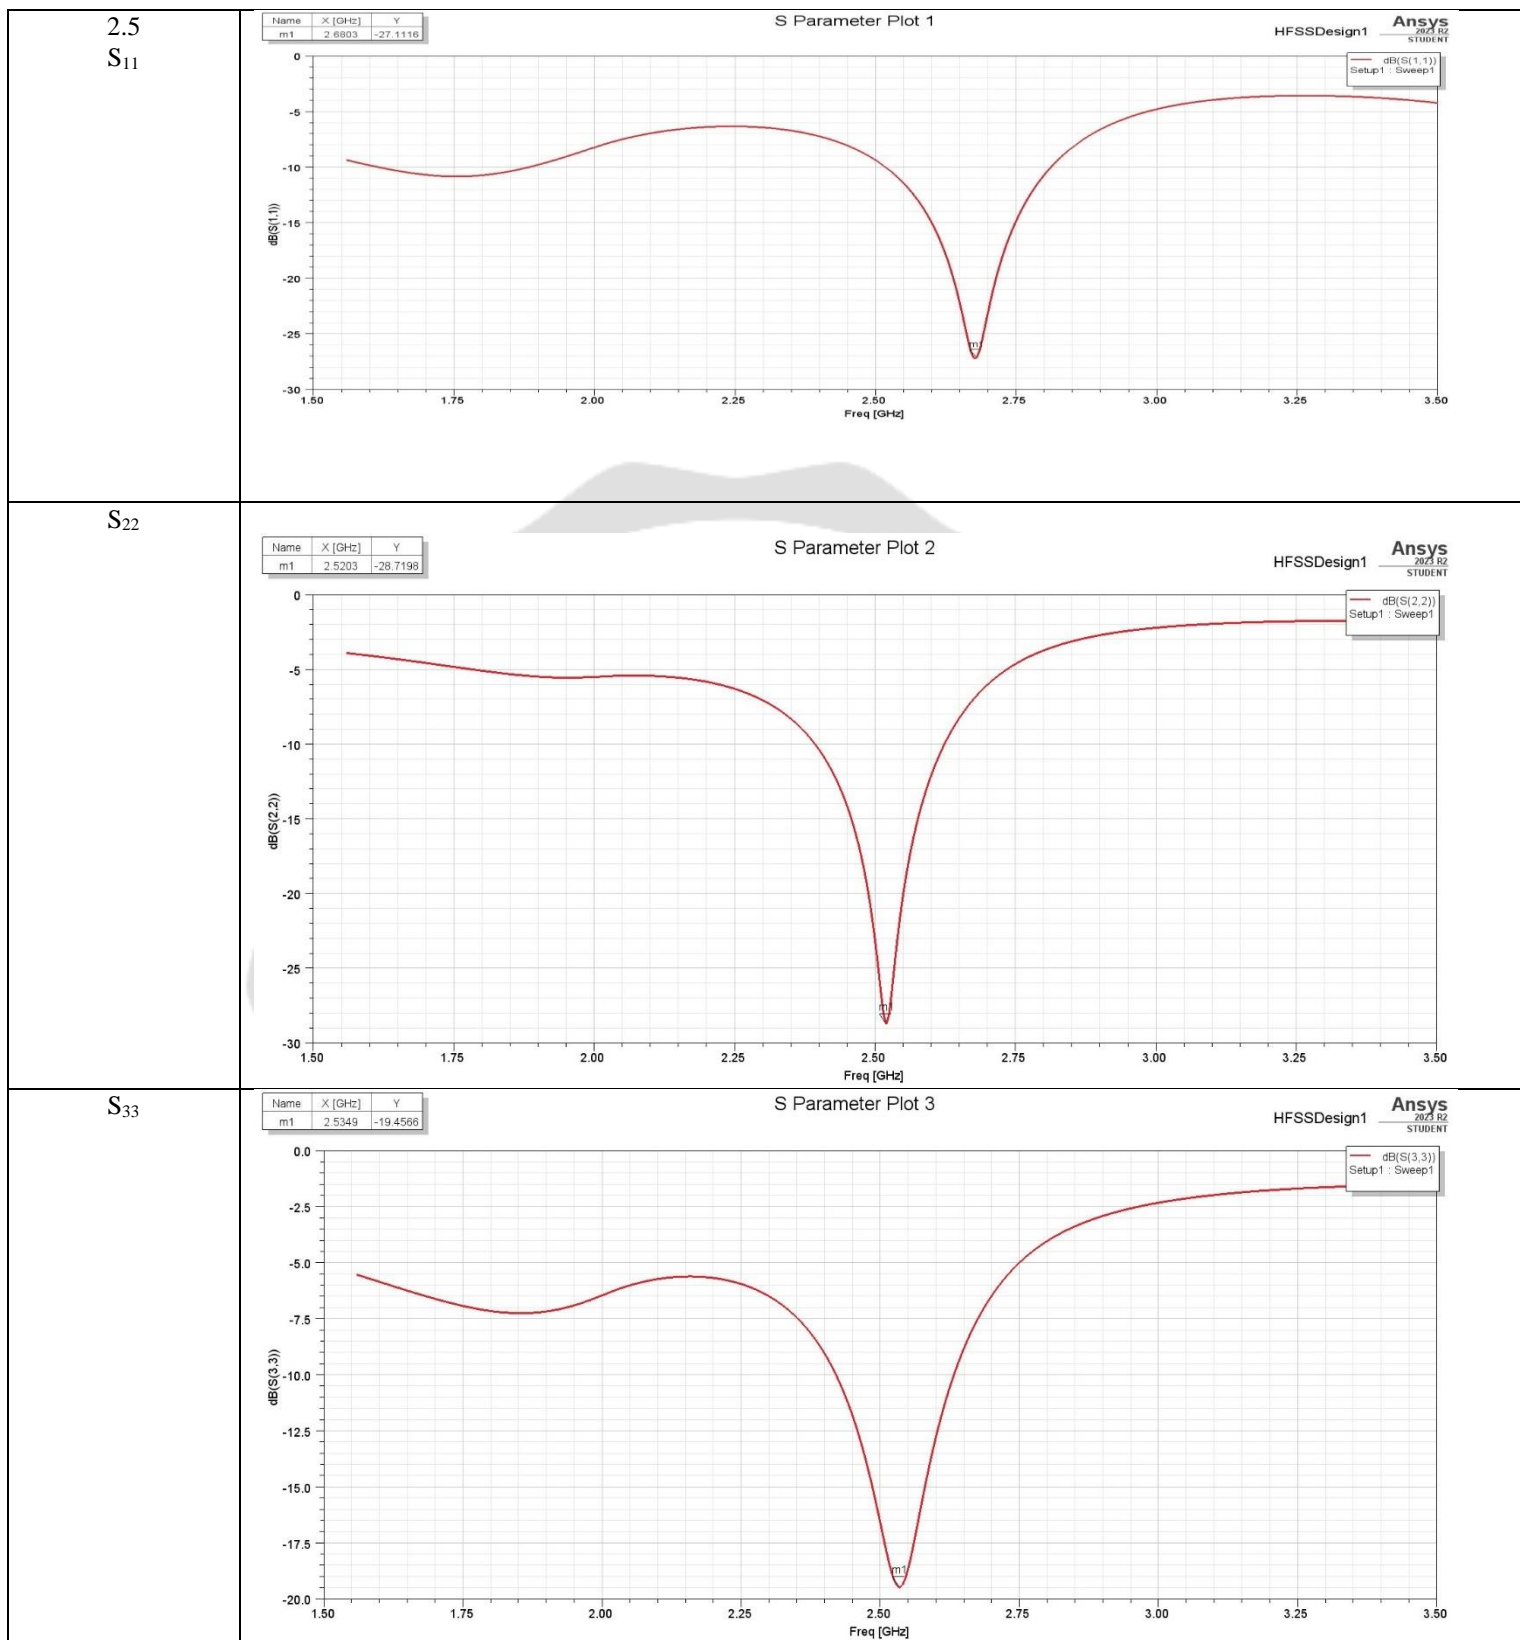 2.5
S₁₁
Name X [GHz] Y
m1 2.6803 -27.1116
S Parameter Plot 1
HFSSDesign1
Ansys
2023 R2
STUDENT
dB(S(1,1))
Setup1 : Sweep1
0
-5
-10
-15
-20
-25
-30
dB(S(1,1))
1.50 1.75 2.00 2.25 2.50 2.75 3.00 3.25 3.50
Freq [GHz]
m1
S₂₂
Name X [GHz] Y
m1 2.5203 -28.7198
S Parameter Plot 2
HFSSDesign1
Ansys
2023 R2
STUDENT
dB(S(2,2))
Setup1 : Sweep1
0
-5
-10
-15
-20
-25
-30
dB(S(2,2))
m1
1.50 1.75 2.00 2.25 2.50 2.75 3.00 3.25 3.50
Freq [GHz]
S₃₃
Name X [GHz] Y
m1 2.5349 -19.4566
S Parameter Plot 3
HFSSDesign1
Ansys
2023 R2
STUDENT
dB(S(3,3))
Setup1 : Sweep1
0.0
-2.5
-5.0
-7.5
-10.0
-12.5
-15.0
-17.5
-20.0
dB(S(3,3))
m1
1.50 1.75 2.00 2.25 2.50 2.75 3.00 3.25 3.50
Freq [GHz]